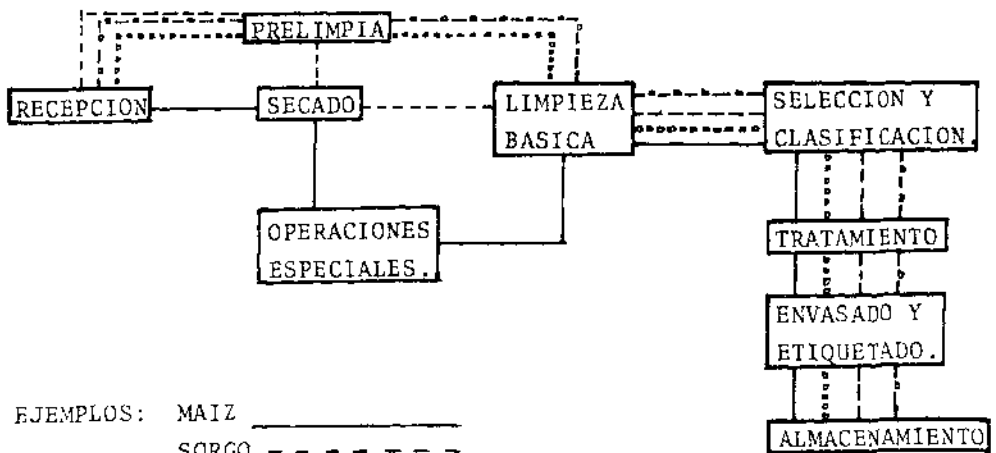 PRELIMPIA
RECEPCION
SECADO
LIMPIEZA
BASICA
SELECCION Y
CLASIFICACION.
OPERACIONES
ESPECIALES.
TRATAMIENTO
ENVASADO Y
ETIQUETADO.
ALMACENAMIENTO
EJEMPLOS: MAIZ
SORGO